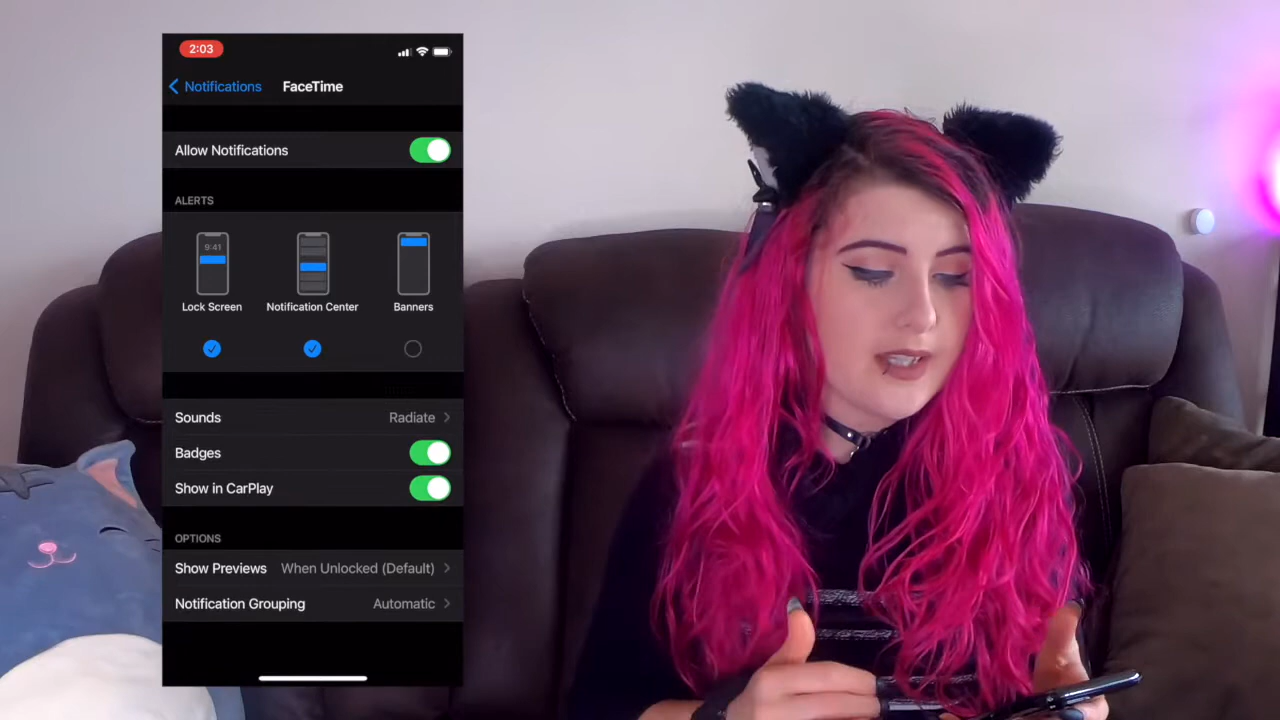 2:03
Notifications FaceTime
Allow Notifications
ALERTS
9:41
Lock Screen Notification Center Banners
Sounds Radiate
Badges
Show in CarPlay
OPTIONS
Show Previews When Unlocked (Default)
Notification Grouping Automatic